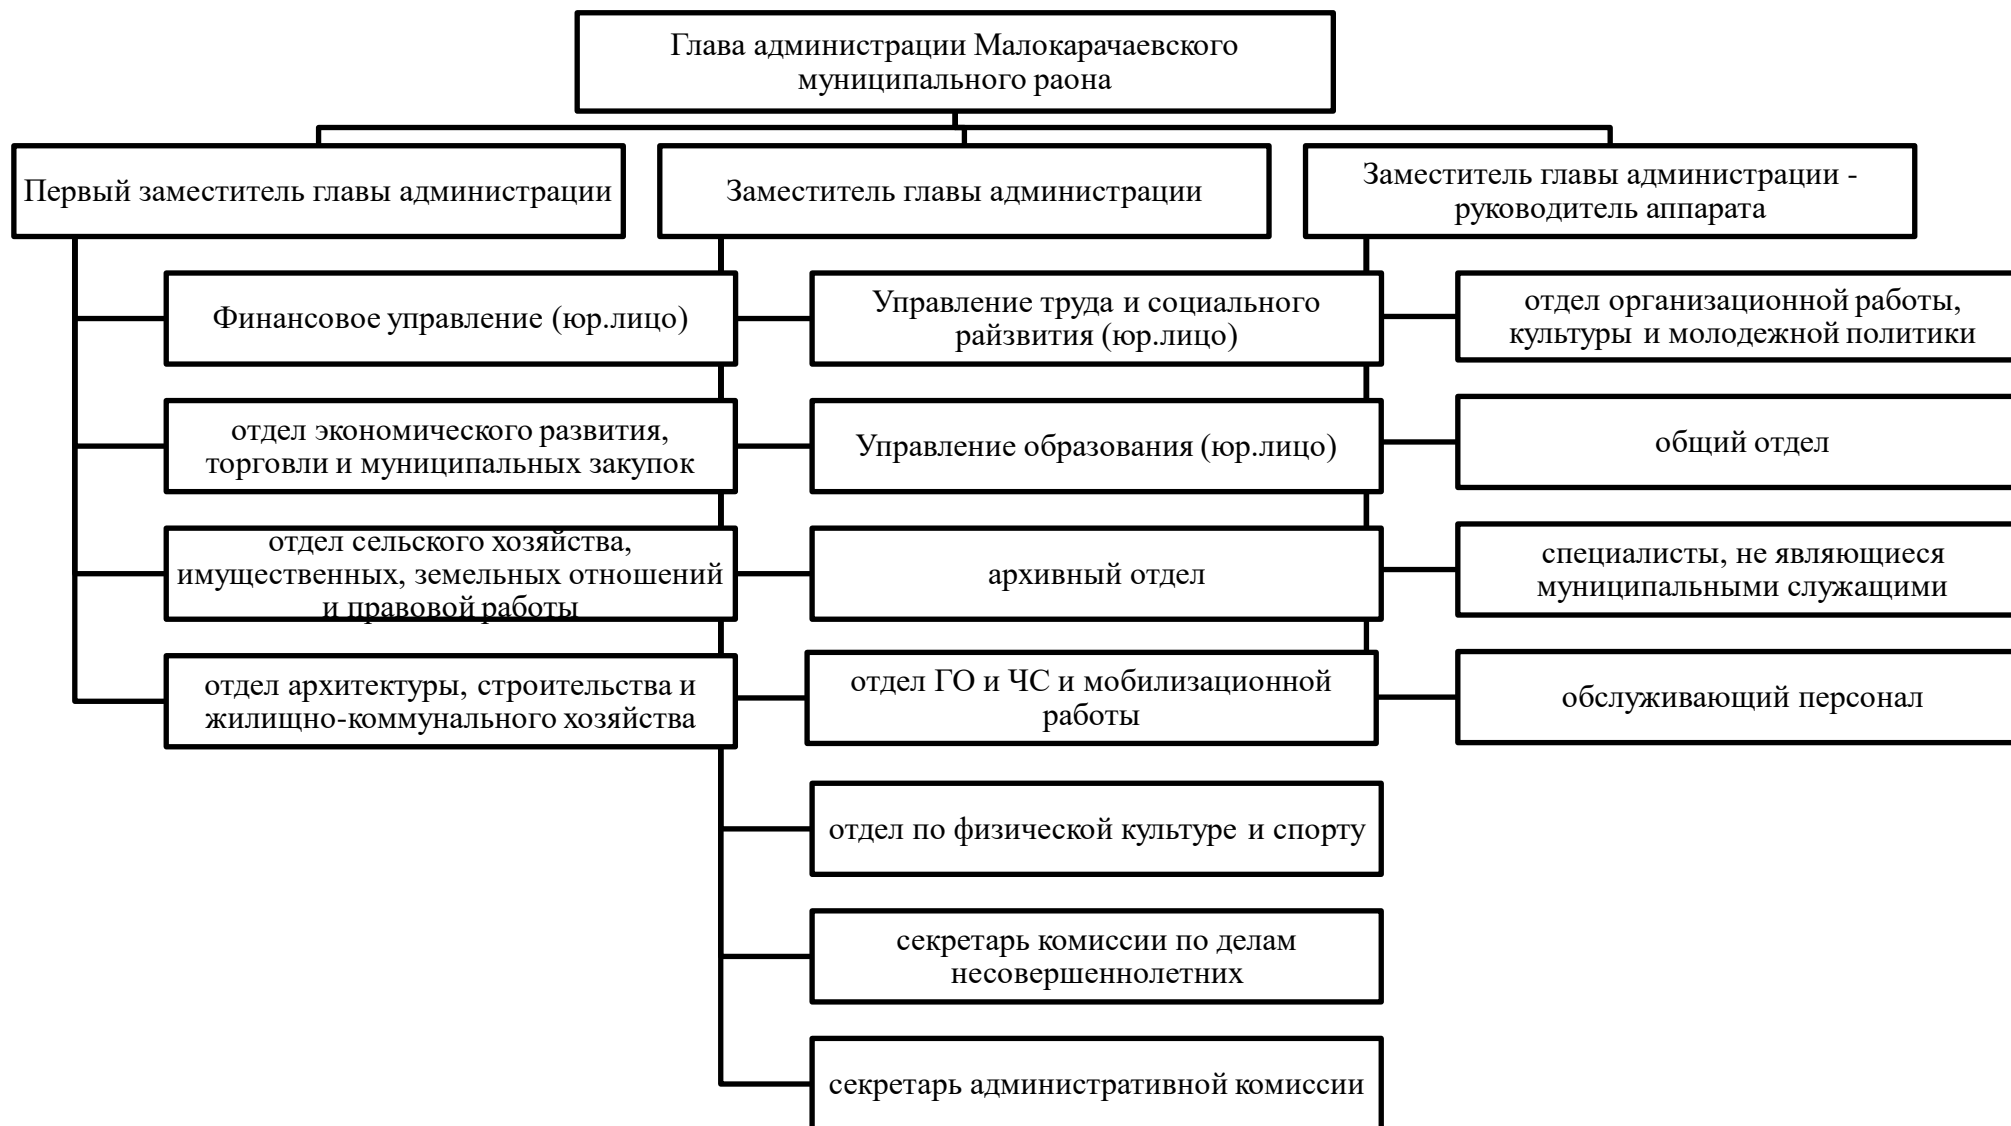 Глава администрации Малокарачаевского
муниципального раона
Первый заместитель главы администрации
Заместитель главы администрации
Заместитель главы администрации -
руководитель аппарата
Финансовое управление (юр.лицо)
отдел экономического развития,
торговли и муниципальных закупок
отдел сельского хозяйства,
имущественных, земельных отношений
и правовой работы
отдел архитектуры, строительства и
жилищно-коммунального хозяйства
Управление труда и социального
райзвития (юр.лицо)
Управление образования (юр.лицо)
архивный отдел
отдел ГО и ЧС и мобилизационной
работы
отдел по физической культуре и спорту
секретарь комиссии по делам
несовершеннолетних
секретарь административной комиссии
отдел организационной работы,
культуры и молодежной политики
общий отдел
специалисты, не являющиеся
муниципальными служащими
обслуживающий персонал